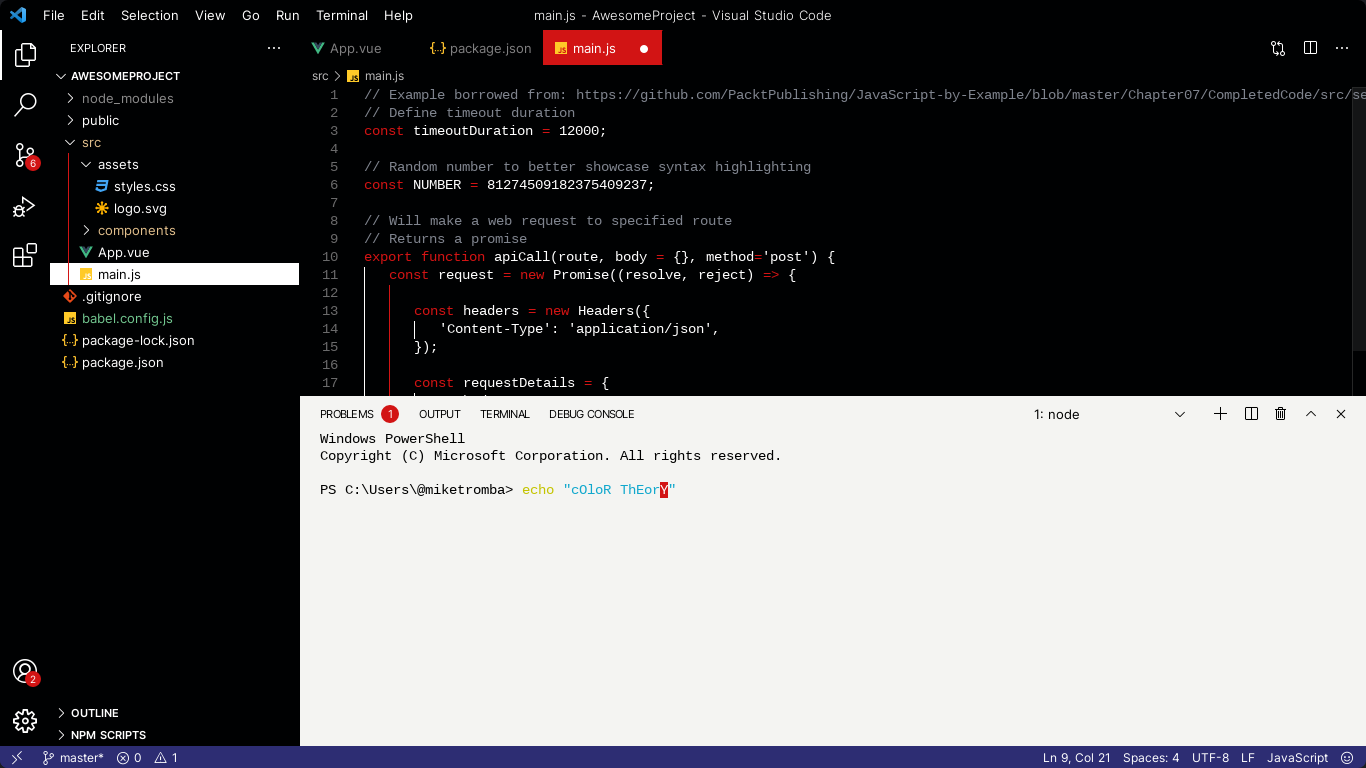 File Edit Selection View Go Run Terminal Help
main.js - AwesomeProject - Visual Studio Code
EXPLORER
App.vue
{..} package.json
JS main.js
AWESOMEPROJECT
node_modules
public
src
assets
styles.css
logo.svg
components
App.vue
JS main.js
.gitignore
JS babel.config.js
{..} package-lock.json
{..} package.json
6
2
OUTLINE
NPM SCRIPTS
src > JS main.js
1 // Example borrowed from: https://github.com/PacktPublishing/JavaScript-by-Example/blob/master/Chapter07/CompletedCode/src/se
2 // Define timeout duration
3 const timeoutDuration = 12000;
4
5 // Random number to better showcase syntax highlighting
6 const NUMBER = 81274509182375409237;
7
8 // Will make a web request to specified route
9 // Returns a promise
10 export function apiCall(route, body = {}, method='post') {
11 const request = new Promise((resolve, reject) => {
12
13 const headers = new Headers({
14 'Content-Type': 'application/json',
15 });
16
17 const requestDetails = {
PROBLEMS 1 OUTPUT TERMINAL DEBUG CONSOLE
1: node
Windows PowerShell
Copyright (C) Microsoft Corporation. All rights reserved.
PS C:\Users\@miketromba> echo "cOloR ThEorY"
master* 0 1
Ln 9, Col 21 Spaces: 4 UTF-8 LF JavaScript